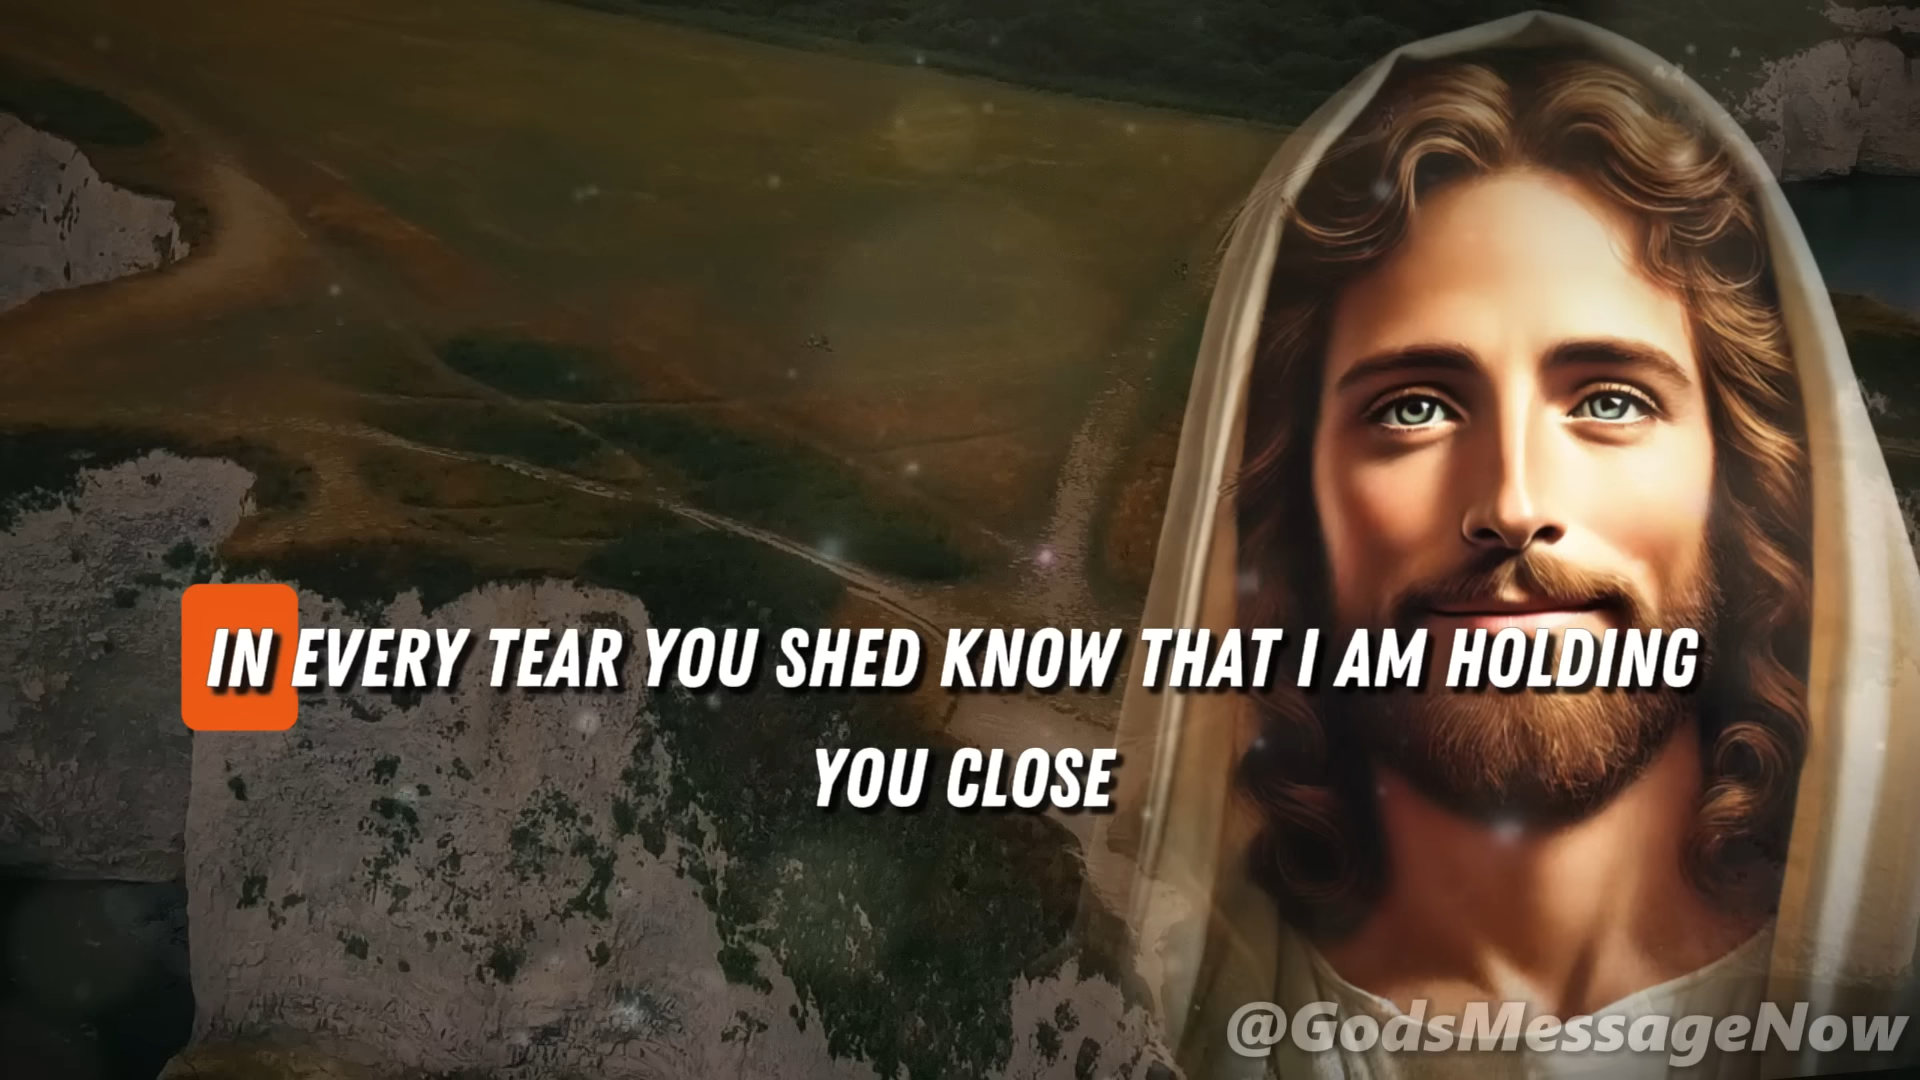 IN EVERY TEAR YOU SHED KNOW THAT I AM HOLDING
YOU CLOSE
@GodsMessageNow